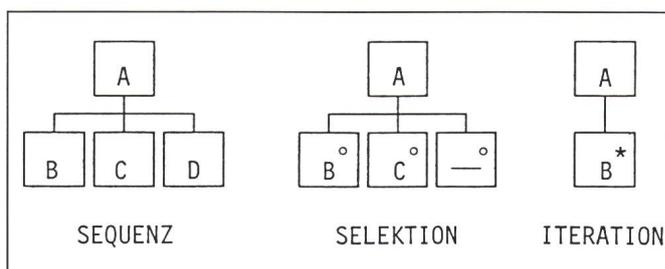 A A A
B C D B° C° —° B*
SEQUENZ SELEKTION ITERATION